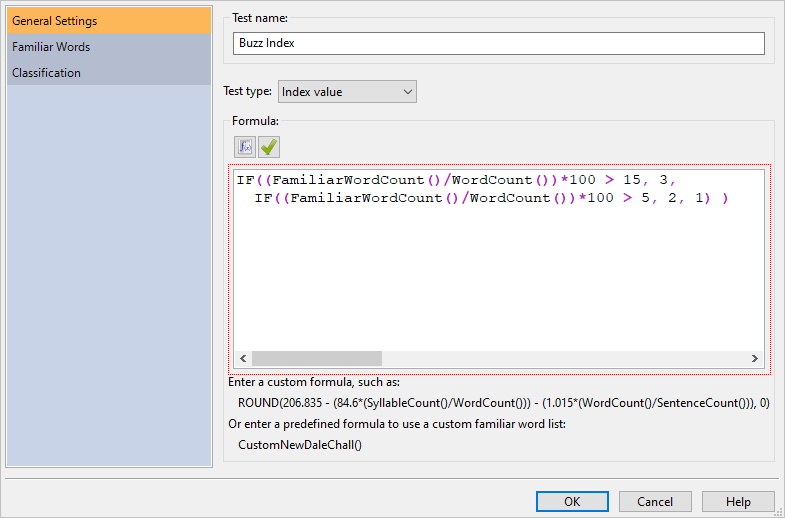 General Settings
Familiar Words
Classification
Test name:
Buzz Index
Test type: Index value
Formula:
f(x)
IF((FamiliarWordCount()/WordCount())*100 > 15, 3,
IF((FamiliarWordCount()/WordCount())*100 > 5, 2, 1) )
Enter a custom formula, such as:
ROUND(206.835 - (84.6*(SyllableCount()/WordCount())) - (1.015*(WordCount()/SentenceCount())), 0)
Or enter a predefined formula to use a custom familiar word list:
CustomNewDaleChall()
OK Cancel Help